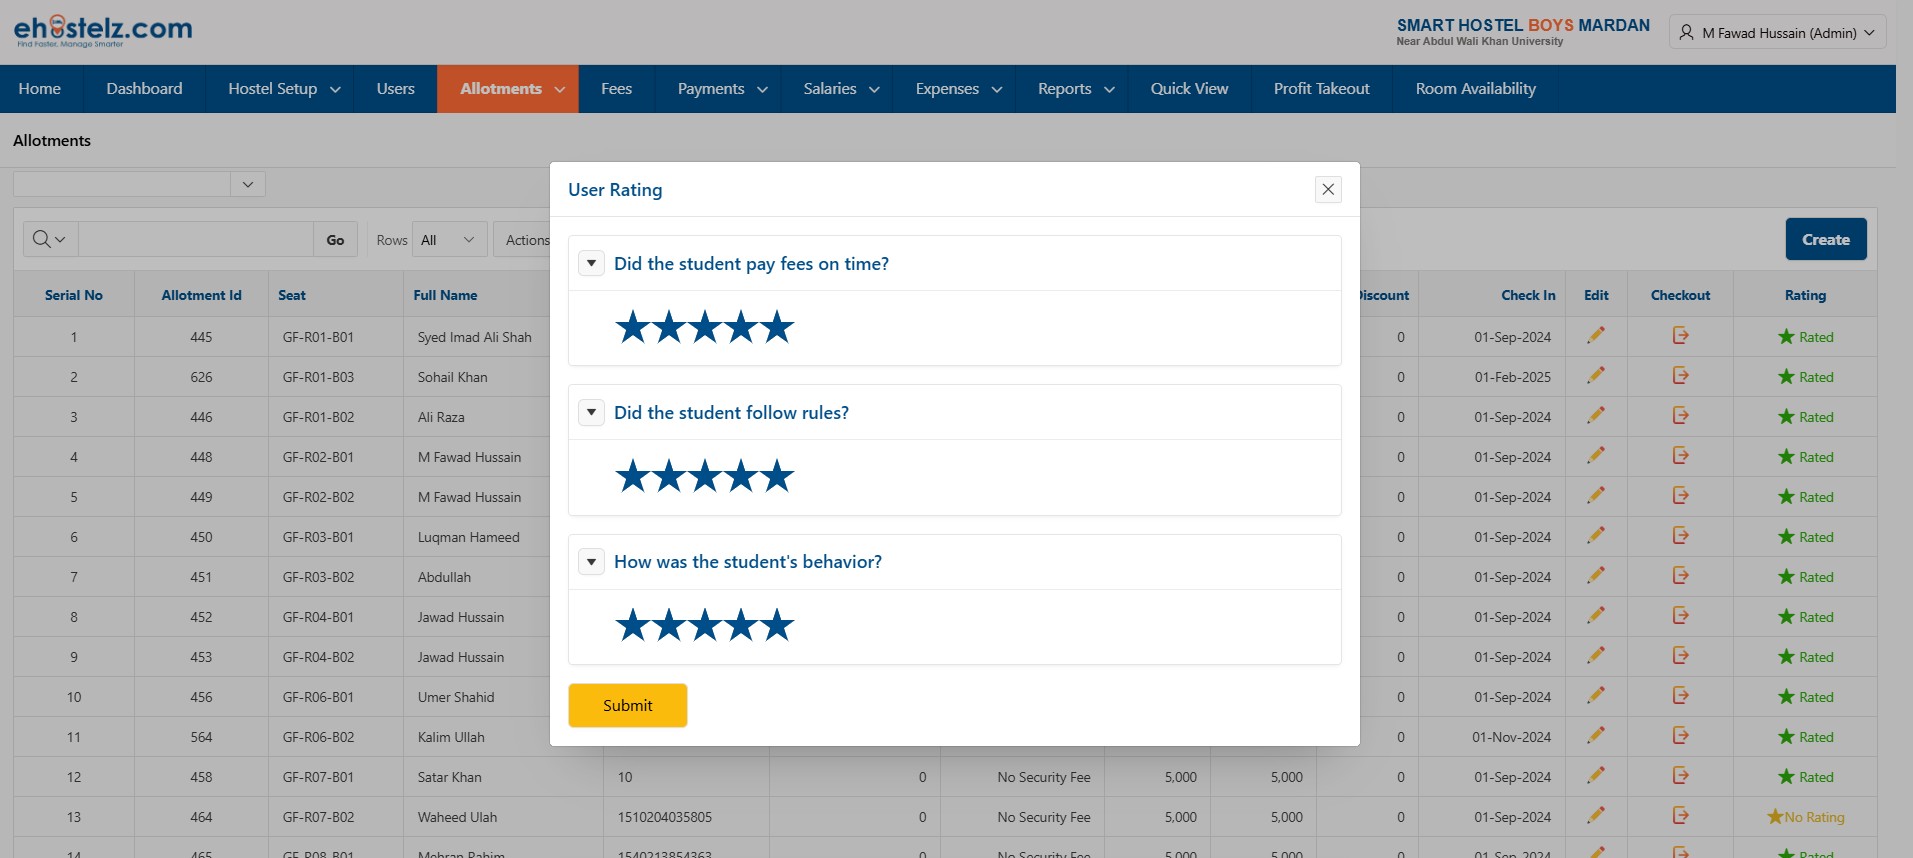 ehostelz.com
Find Faster, Manage Smarter
SMART HOSTEL BOYS MARDAN
Near Abdul Wali Khan University
M Fawad Hussain (Admin)
Home Dashboard Hostel Setup Users Allotments Fees Payments Salaries Expenses Reports Quick View Profit Takeout Room Availability
Allotments
User Rating
Go Rows All Actions Create
Did the student pay fees on time?
Did the student follow rules?
How was the student's behavior?
Submit
Serial No Allotment Id Seat Full Name Discount Check In Edit Checkout Rating
1 445 GF-R01-B01 Syed Imad Ali Shah 0 01-Sep-2024 Rated
2 626 GF-R01-B03 Sohail Khan 0 01-Feb-2025 Rated
3 446 GF-R01-B02 Ali Raza 0 01-Sep-2024 Rated
4 448 GF-R02-B01 M Fawad Hussain 0 01-Sep-2024 Rated
5 449 GF-R02-B02 M Fawad Hussain 0 01-Sep-2024 Rated
6 450 GF-R03-B01 Luqman Hameed 0 01-Sep-2024 Rated
7 451 GF-R03-B02 Abdullah 0 01-Sep-2024 Rated
8 452 GF-R04-B01 Jawad Hussain 0 01-Sep-2024 Rated
9 453 GF-R04-B02 Jawad Hussain 0 01-Sep-2024 Rated
10 456 GF-R06-B01 Umer Shahid 0 01-Sep-2024 Rated
11 564 GF-R06-B02 Kalim Ullah 0 01-Nov-2024 Rated
12 458 GF-R07-B01 Satar Khan 10 0 No Security Fee 5,000 5,000 0 01-Sep-2024 Rated
13 464 GF-R07-B02 Waheed Ulah 1510204035805 0 No Security Fee 5,000 5,000 0 01-Sep-2024 No Rating
14 465 GF-R08-B01 Mehran Rahim 1540213854363 0 No Security Fee 5,000 5,000 0 01-Sep-2024 Rated